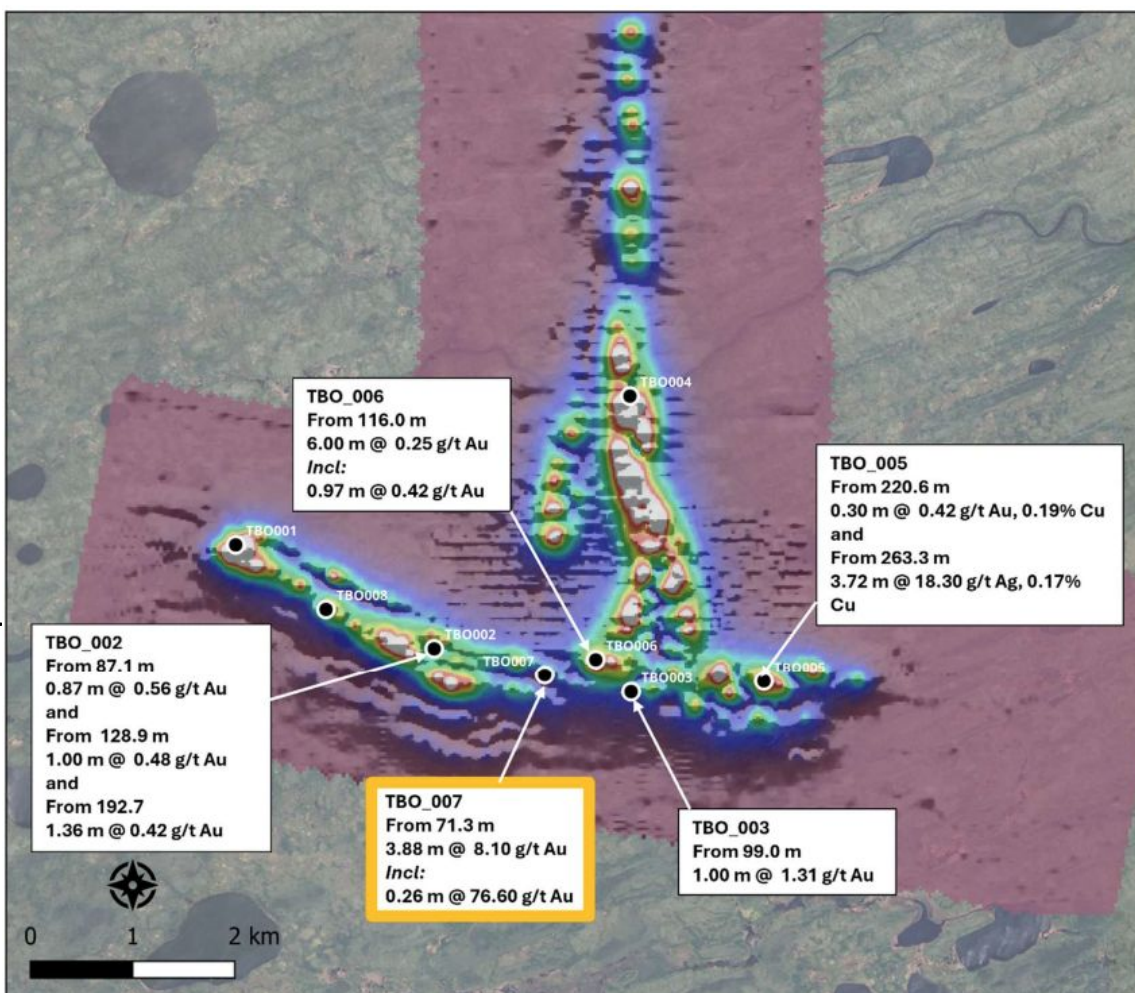 TBO004
TBO_006
From 116.0 m
6.00 m @ 0.25 g/t Au
Incl:
0.97 m @ 0.42 g/t Au
TBO_005
From 220.6 m
0.30 m @ 0.42 g/t Au, 0.19% Cu
and
From 263.3 m
3.72 m @ 18.30 g/t Ag, 0.17%
Cu
TBO001
TBO008
TBO002
TBO007
TBO006
TBO003
TBO005
TBO_002
From 87.1 m
0.87 m @ 0.56 g/t Au
and
From 128.9 m
1.00 m @ 0.48 g/t Au
and
From 192.7
1.36 m @ 0.42 g/t Au
TBO_007
From 71.3 m
3.88 m @ 8.10 g/t Au
Incl:
0.26 m @ 76.60 g/t Au
TBO_003
From 99.0 m
1.00 m @ 1.31 g/t Au
0 1 2 km